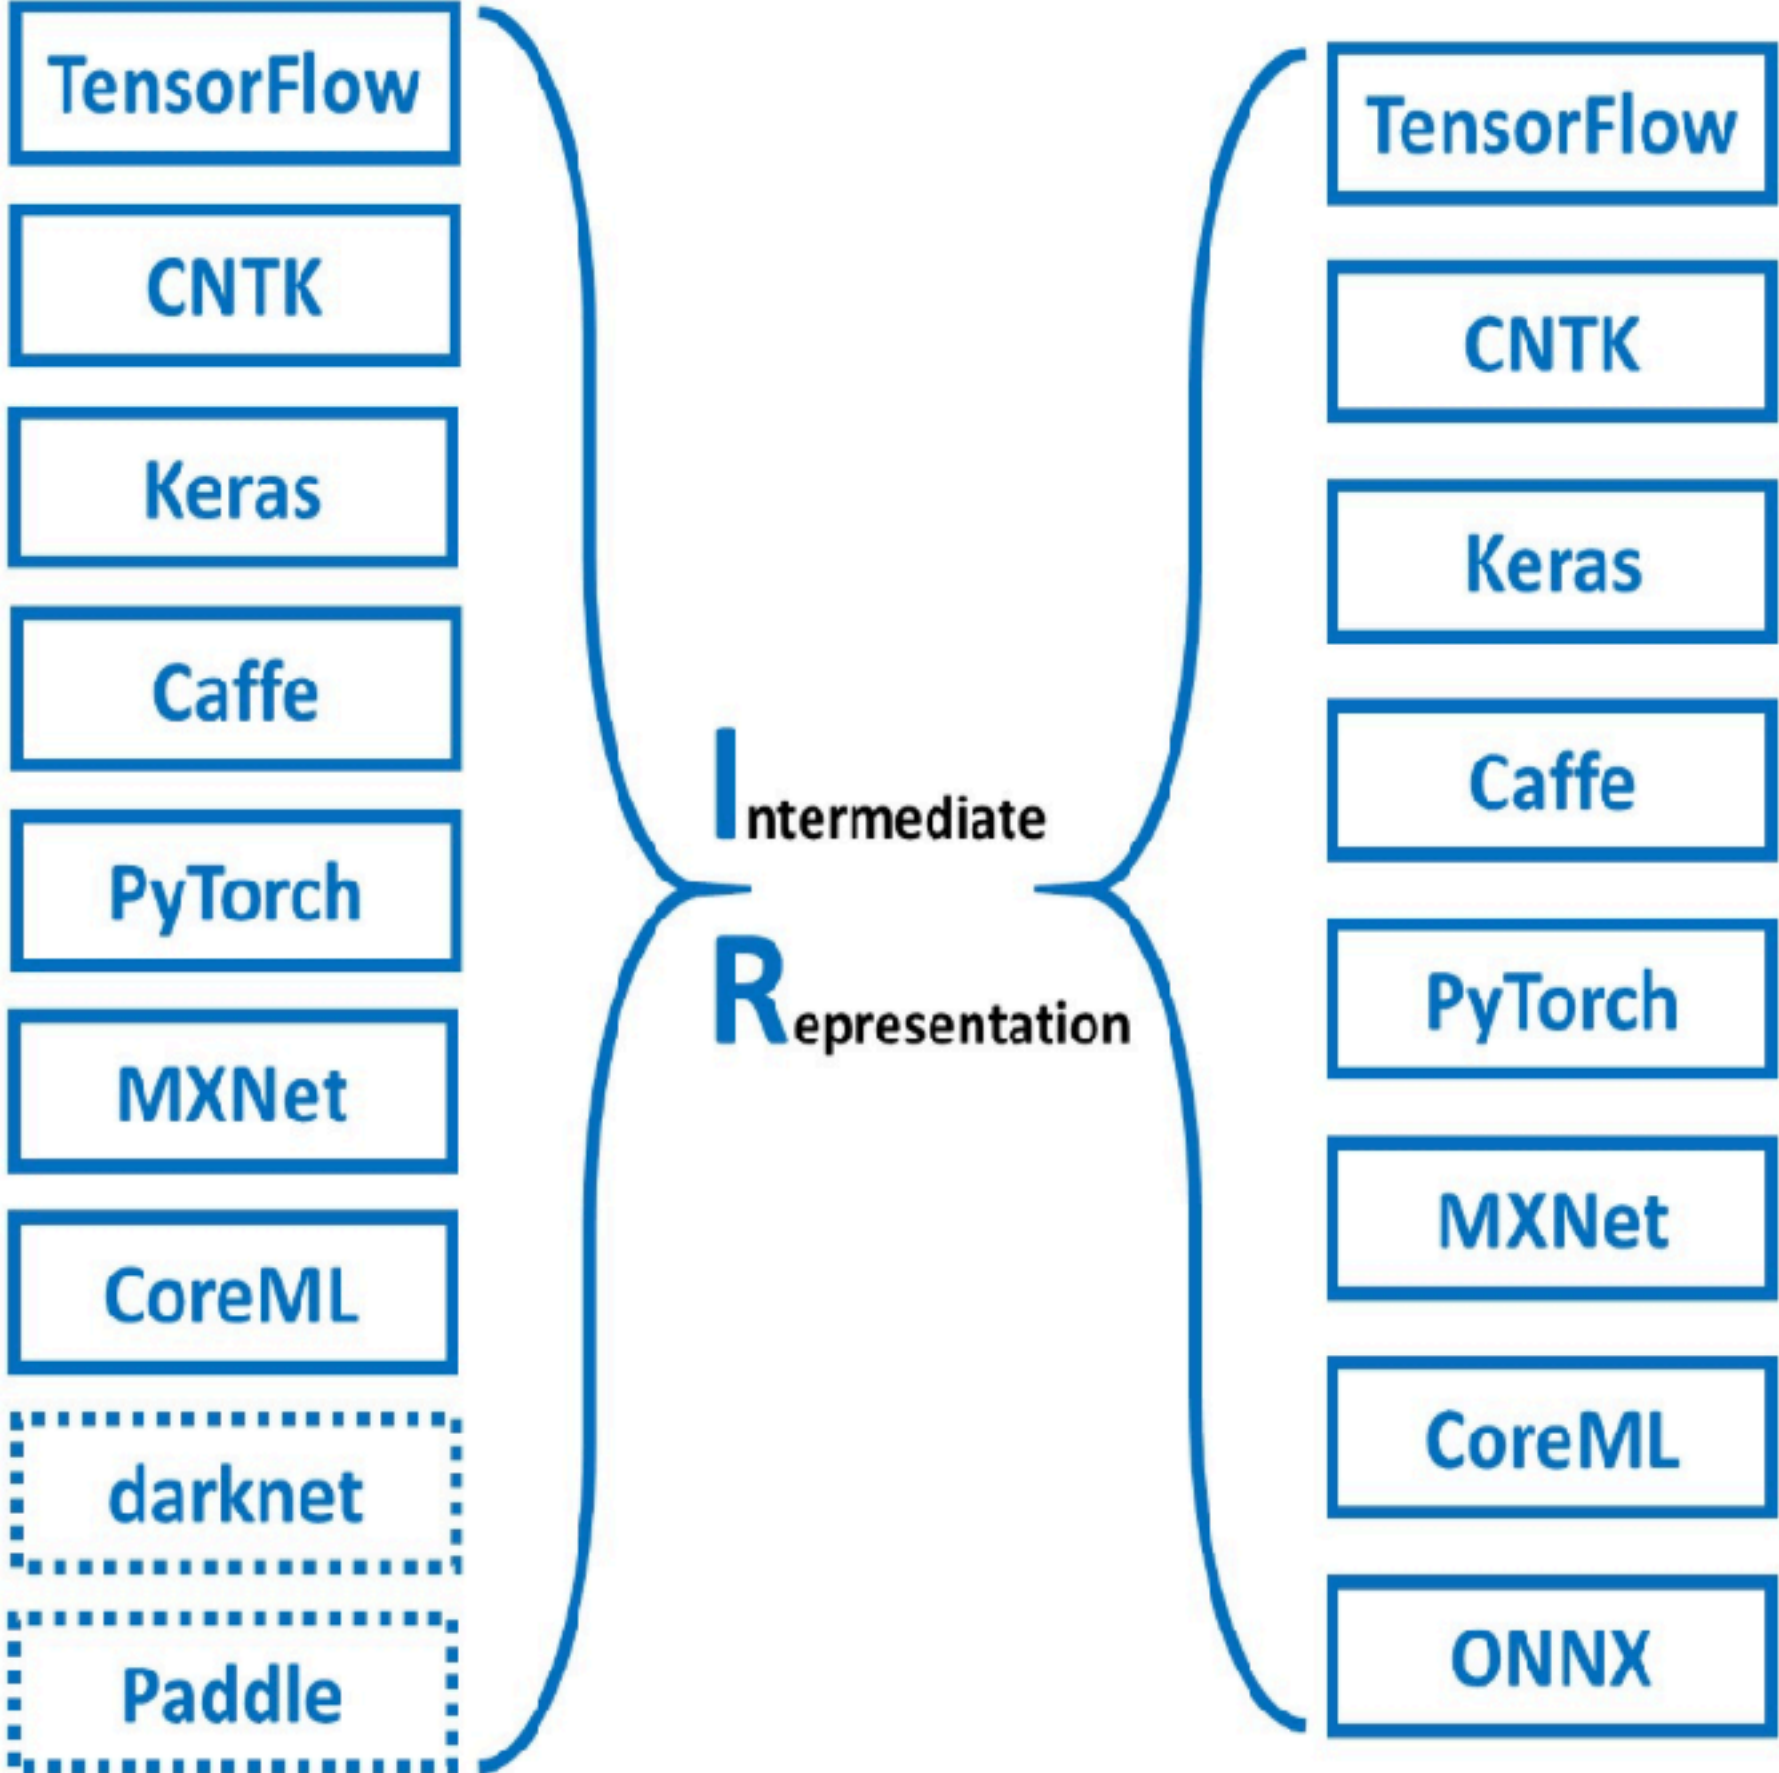 TensorFlow
CNTK
Keras
Caffe
PyTorch
MXNet
CoreML
darknet
Paddle
Intermediate
Representation
TensorFlow
CNTK
Keras
Caffe
PyTorch
MXNet
CoreML
ONNX